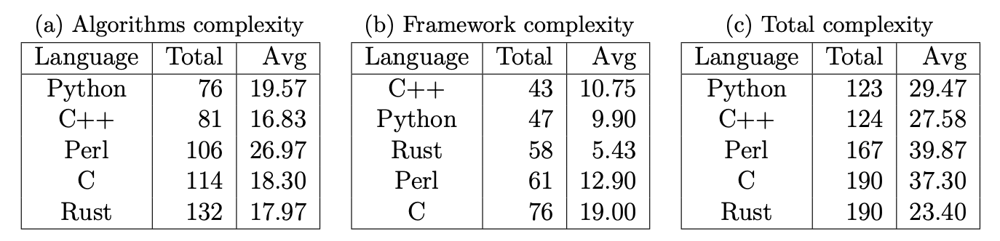 (a) Algorithms complexity
Language Total Avg
Python 76 19.57
C++ 81 16.83
Perl 106 26.97
C 114 18.30
Rust 132 17.97
(b) Framework complexity
Language Total Avg
C++ 43 10.75
Python 47 9.90
Rust 58 5.43
Perl 61 12.90
C 76 19.00
(c) Total complexity
Language Total Avg
Python 123 29.47
C++ 124 27.58
Perl 167 39.87
C 190 37.30
Rust 190 23.40